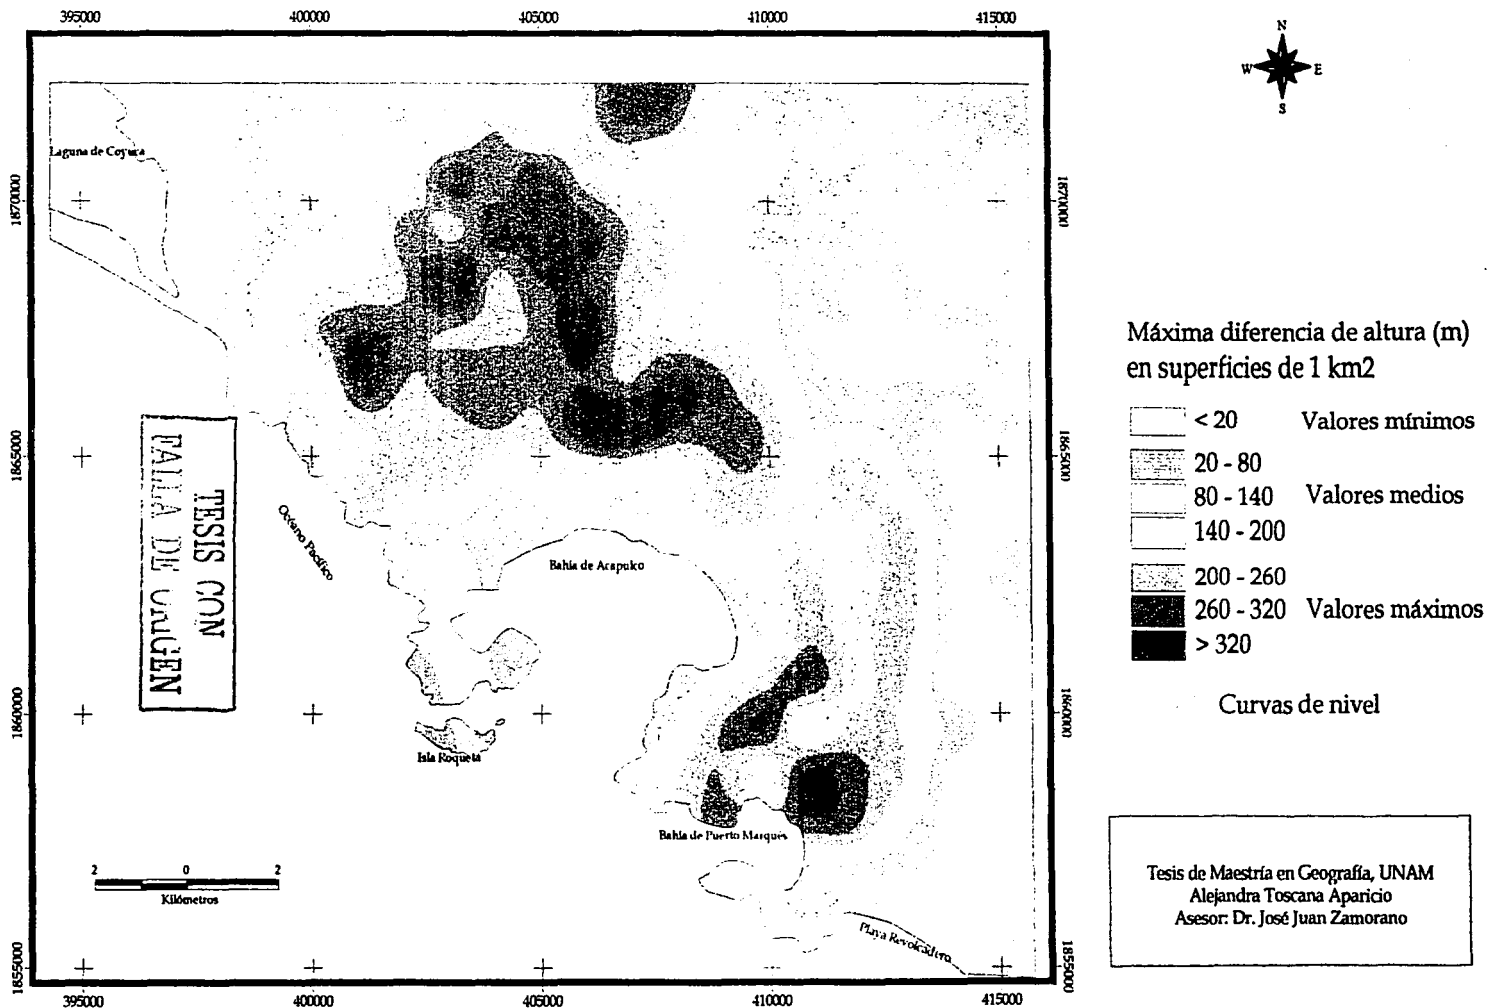 395000 400000 405000 410000 415000
N
W E
S
Laguna de Coyuca
1870000
1870000
Máxima diferencia de altura (m)
en superficies de 1 km2
< 20 Valores mínimos
20 - 80
80 - 140 Valores medios
140 - 200
200 - 260
260 - 320 Valores máximos
> 320
Curvas de nivel
1865000
1865000
TESIS CON
FALLA DE ORIGEN
Océano Pacífico
Bahía de Acapulco
1860000
1860000
Isla Roqueta
Bahía de Puerto Marqués
2 0 2
Kilómetros
Playa Revolcadero
Tesis de Maestría en Geografía, UNAM
Alejandra Toscana Aparicio
Asesor: Dr. José Juan Zamorano
1855000
1855000
395000 400000 405000 410000 415000